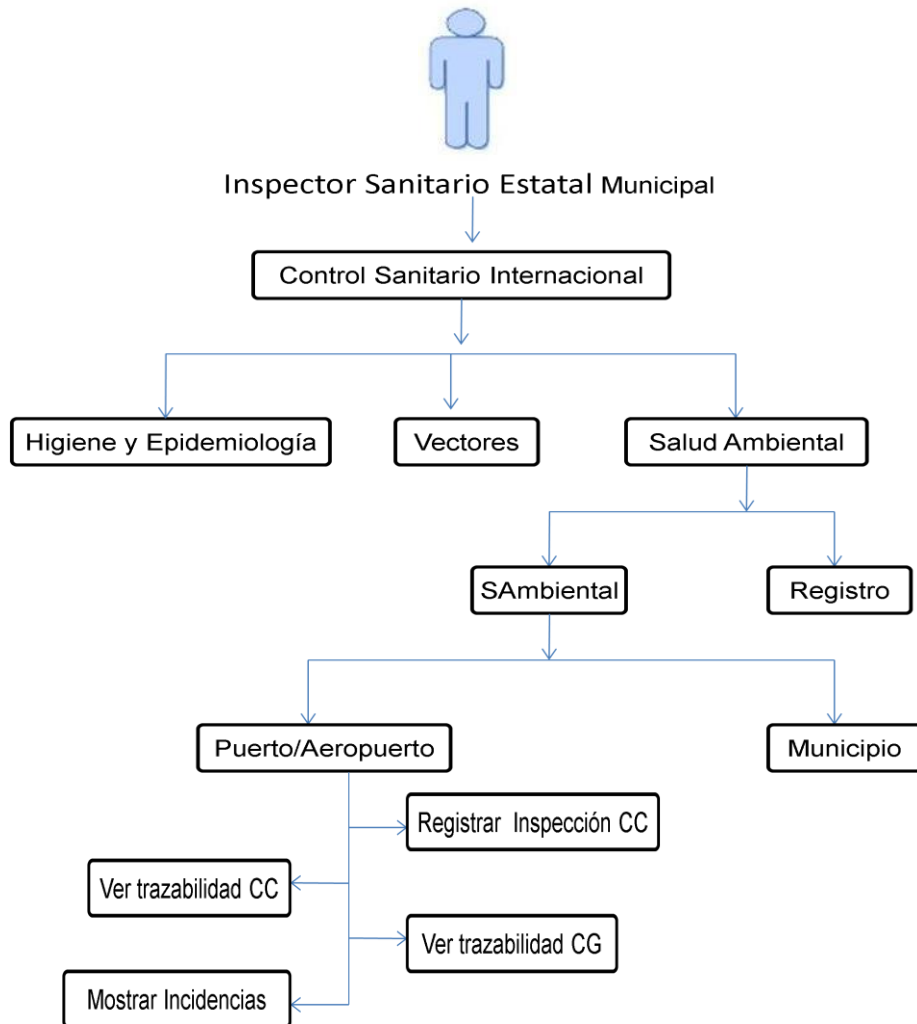 Inspector Sanitario Estatal Municipal
Control Sanitario Internacional
Higiene y Epidemiología
Vectores
Salud Ambiental
SAmbiental
Registro
Puerto/Aeropuerto
Municipio
Registrar Inspección CC
Ver trazabilidad CC
Ver trazabilidad CG
Mostrar Incidencias